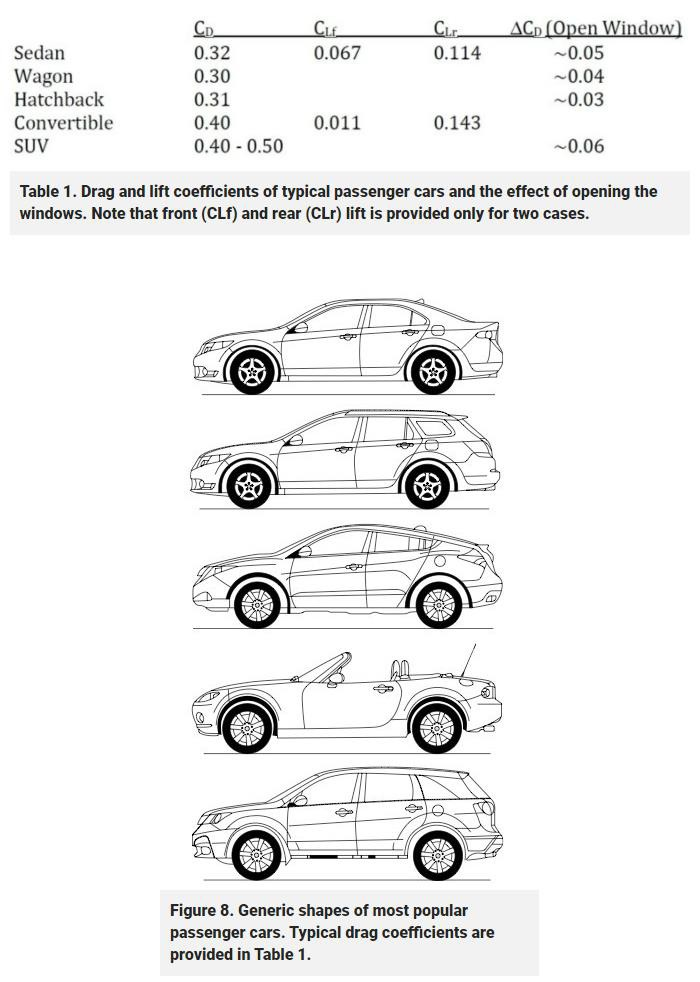 C_D C_Lf C_Lr ΔC_D (Open Window)
Sedan 0.32 0.067 0.114 ~0.05
Wagon 0.30 ~0.04
Hatchback 0.31 ~0.03
Convertible 0.40 0.011 0.143
SUV 0.40 - 0.50 ~0.06
Table 1. Drag and lift coefficients of typical passenger cars and the effect of opening the
windows. Note that front (CLf) and rear (CLr) lift is provided only for two cases.
Figure 8. Generic shapes of most popular
passenger cars. Typical drag coefficients are
provided in Table 1.